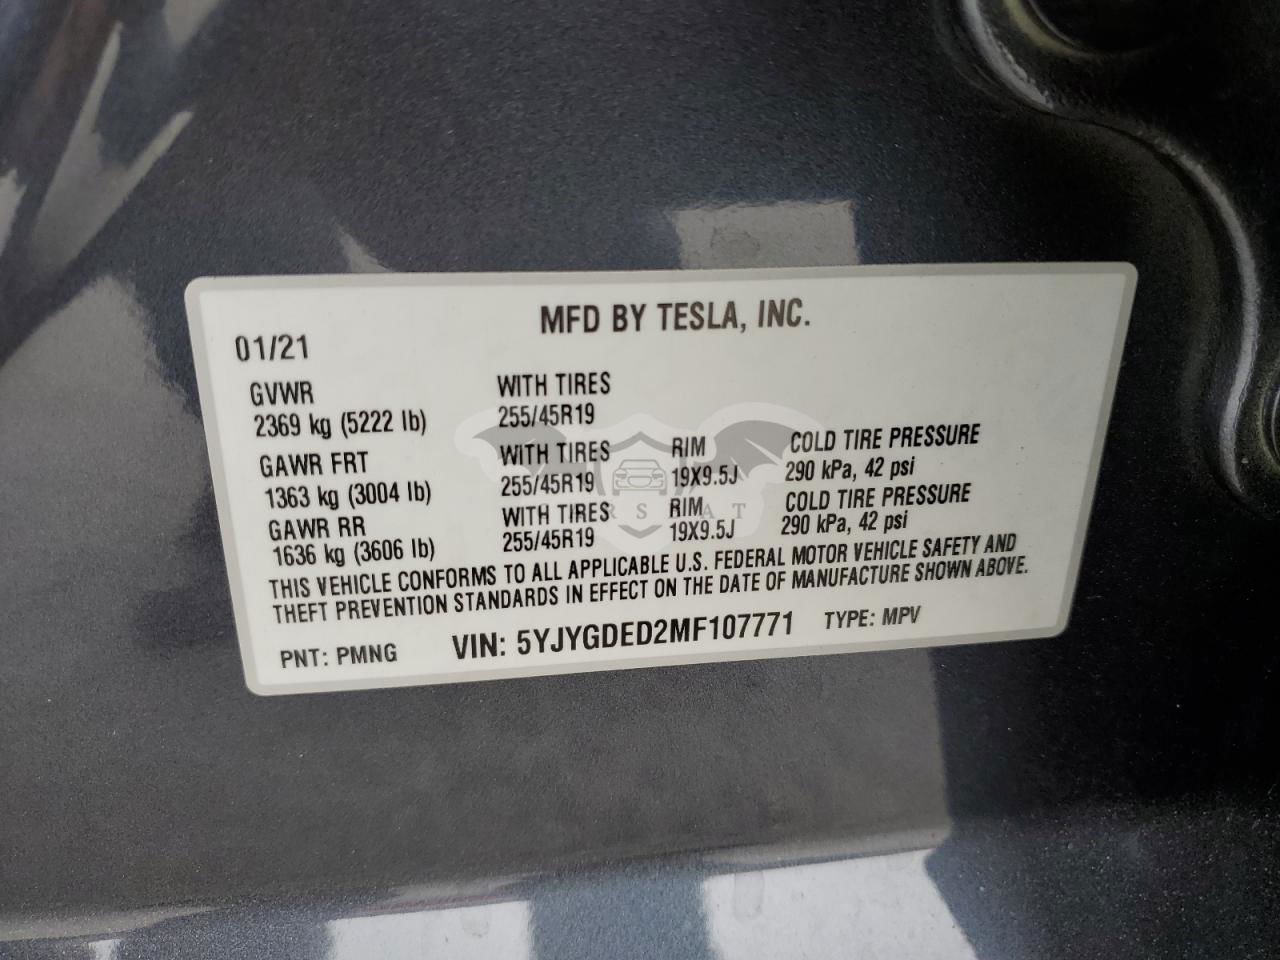 MFD BY TESLA, INC.
01/21
GVWR WITH TIRES
2369 kg (5222 lb) 255/45R19
GAWR FRT WITH TIRES RIM COLD TIRE PRESSURE
1363 kg (3004 lb) 255/45R19 19X9.5J 290 kPa, 42 psi
GAWR RR WITH TIRES RIM COLD TIRE PRESSURE
1636 kg (3606 lb) 255/45R19 19X9.5J 290 kPa, 42 psi
THIS VEHICLE CONFORMS TO ALL APPLICABLE U.S. FEDERAL MOTOR VEHICLE SAFETY AND
THEFT PREVENTION STANDARDS IN EFFECT ON THE DATE OF MANUFACTURE SHOWN ABOVE.
PNT: PMNG VIN: 5YJYGDED2MF107771 TYPE: MPV